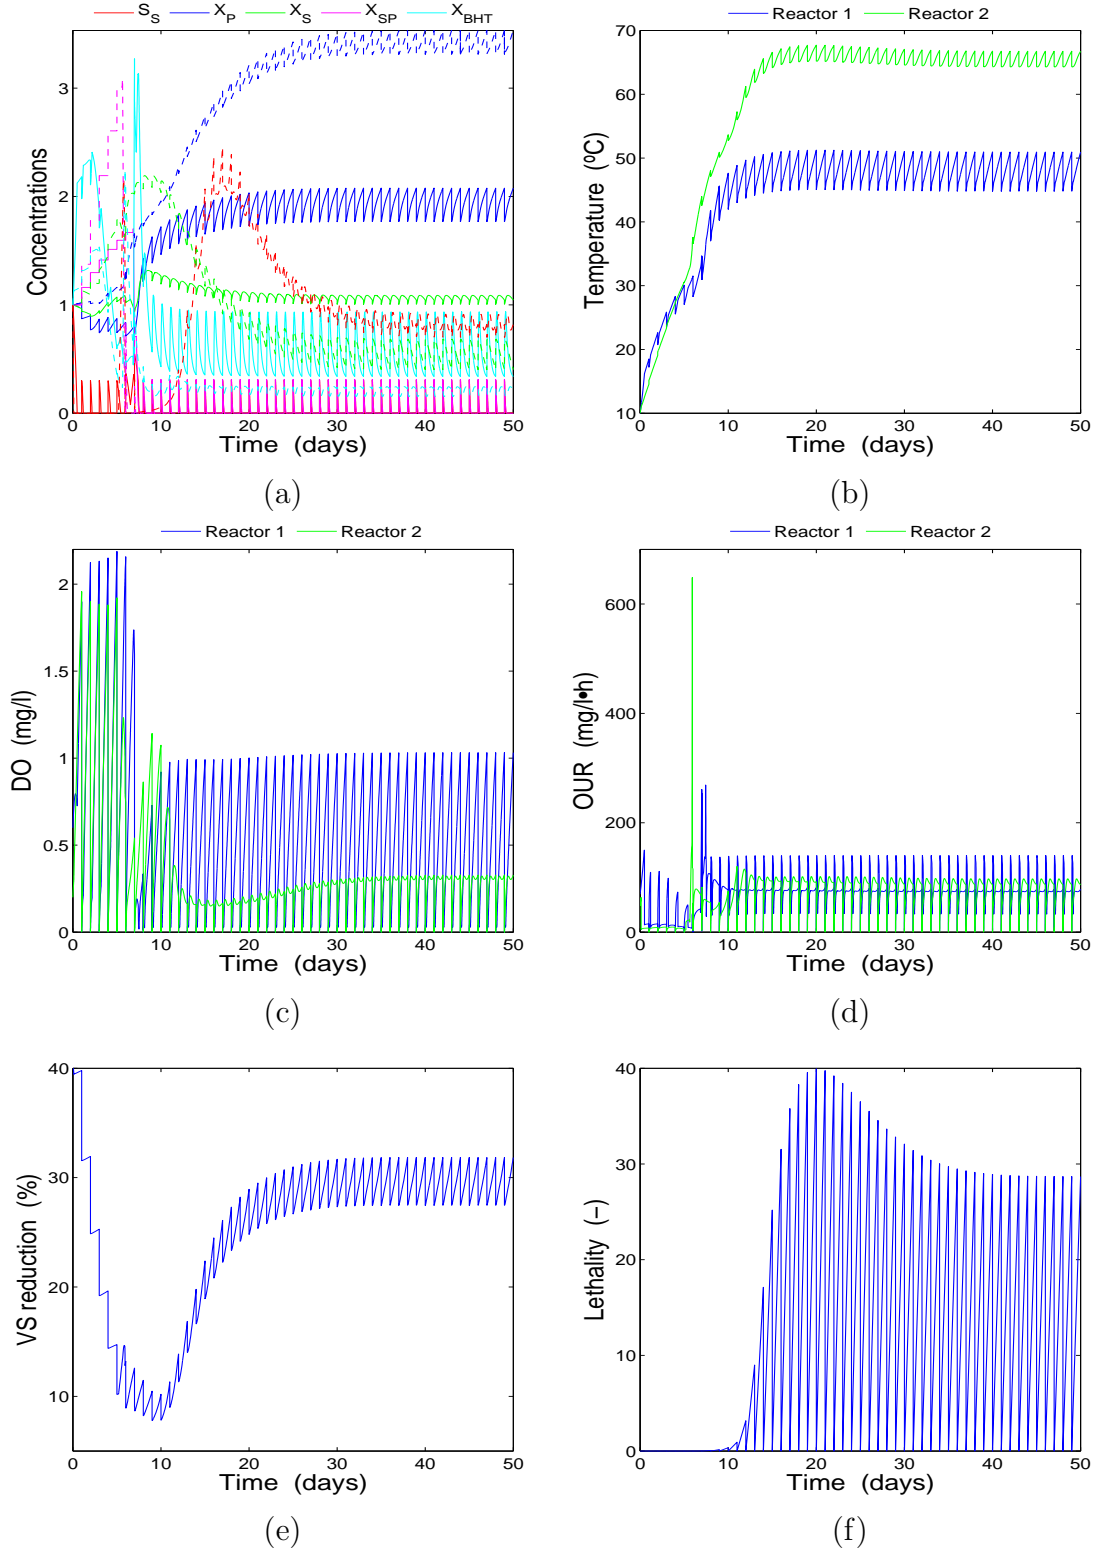 S_S X_P X_S X_SP X_BHT
Concentrations
3
2
1
0
0 10 20 30 40 50
Time (days)
(a)
Reactor 1 Reactor 2
Temperature (ºC)
70
60
50
40
30
20
10
0 10 20 30 40 50
Time (days)
(b)
Reactor 1 Reactor 2
DO (mg/l)
2
1.5
1
0.5
0
0 10 20 30 40 50
Time (days)
(c)
Reactor 1 Reactor 2
OUR (mg/l•h)
600
400
200
0
0 10 20 30 40 50
Time (days)
(d)
VS reduction (%)
40
30
20
10
0 10 20 30 40 50
Time (days)
(e)
Lethality (−)
40
30
20
10
0
0 10 20 30 40 50
Time (days)
(f)